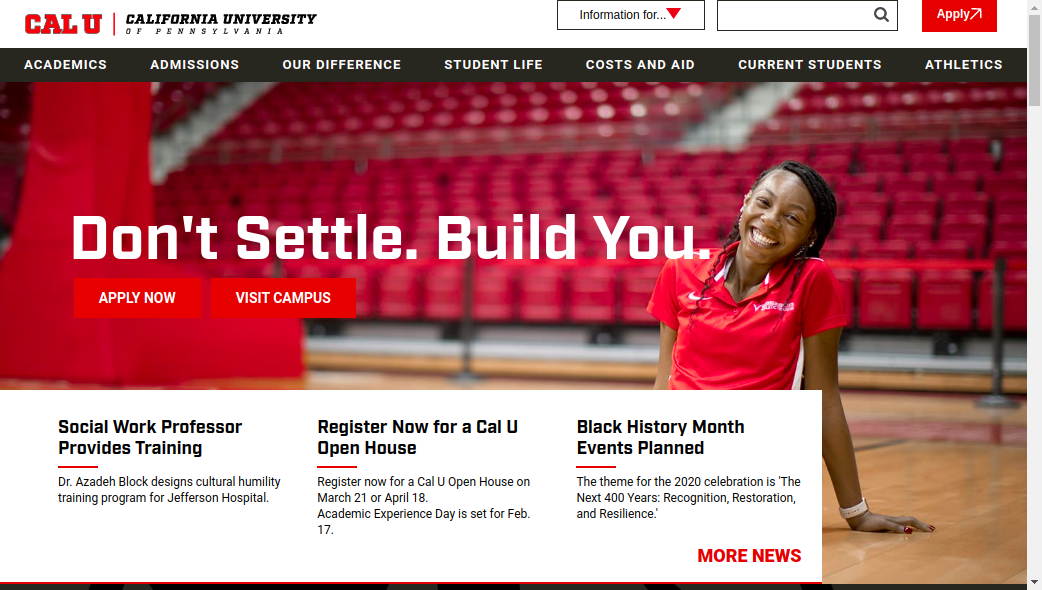 CAL U
CALIFORNIA UNIVERSITY
OF PENNSYLVANIA
Information for...
Apply
ACADEMICS
ADMISSIONS
OUR DIFFERENCE
STUDENT LIFE
COSTS AND AID
CURRENT STUDENTS
ATHLETICS
Don't Settle. Build You.
APPLY NOW
VISIT CAMPUS
Social Work Professor
Provides Training
Dr. Azadeh Block designs cultural humility
training program for Jefferson Hospital.
Register Now for a Cal U
Open House
Register now for a Cal U Open House on
March 21 or April 18.
Academic Experience Day is set for Feb.
17.
Black History Month
Events Planned
The theme for the 2020 celebration is 'The
Next 400 Years: Recognition, Restoration,
and Resilience.'
MORE NEWS